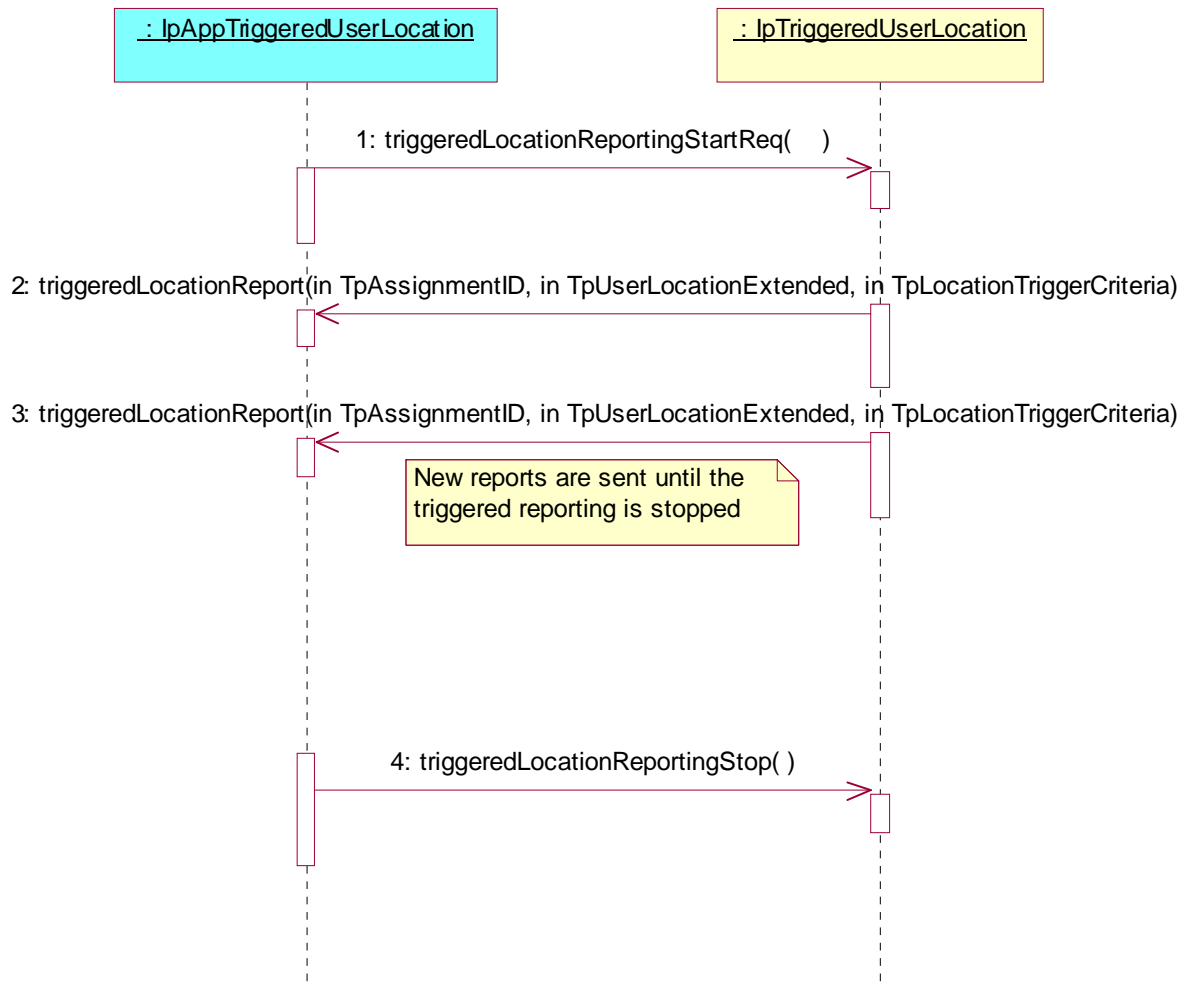 : IpAppTriggeredUserLocation
: IpTriggeredUserLocation
1: triggeredLocationReportingStartReq( )
2: triggeredLocationReport(in TpAssignmentID, in TpUserLocationExtended, in TpLocationTriggerCriteria)
3: triggeredLocationReport(in TpAssignmentID, in TpUserLocationExtended, in TpLocationTriggerCriteria)
New reports are sent until the
triggered reporting is stopped
4: triggeredLocationReportingStop( )